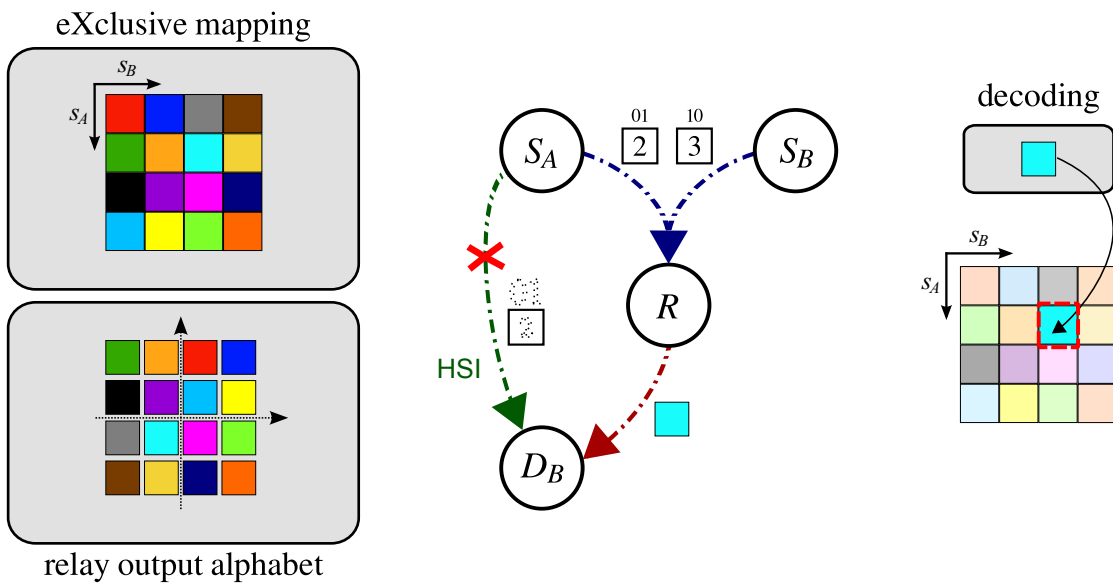 eXclusive mapping
s_B
s_A
relay output alphabet
S_A
01
2
10
3
S_B
R
01
2
HSI
D_B
decoding
s_B
s_A